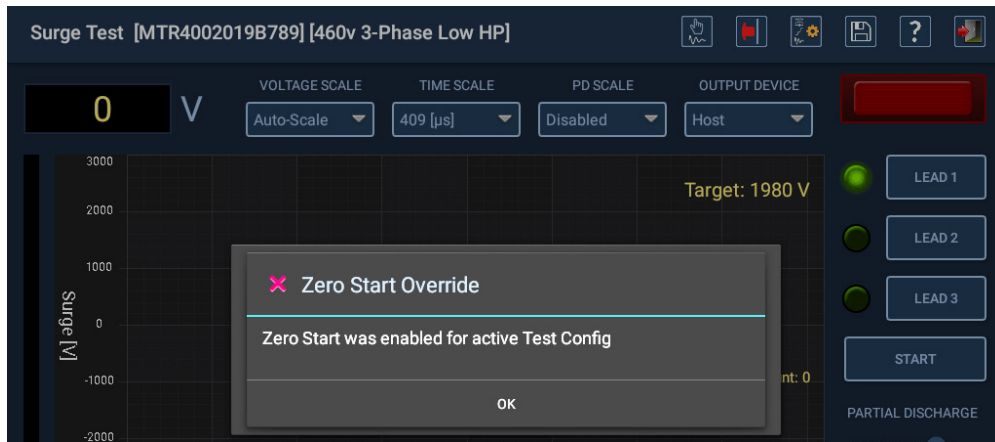 Surge Test [MTR4002019B789] [460v 3-Phase Low HP]
?
VOLTAGE SCALE TIME SCALE PD SCALE OUTPUT DEVICE
0 V
Auto-Scale 409 [µs] Disabled Host
3000
Target: 1980 V
LEAD 1
2000
LEAD 2
1000
Zero Start Override
LEAD 3
Surge [V]
0
Zero Start was enabled for active Test Config
START
-1000
nt: 0
OK
PARTIAL DISCHARGE
-2000